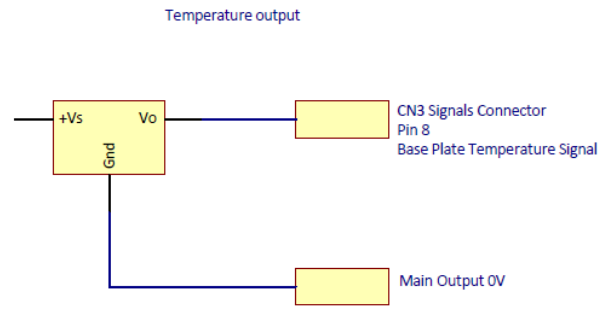 Temperature output
+Vs
Vo
CN3 Signals Connector
Pin 8
Base Plate Temperature Signal
Gnd
Main Output 0V